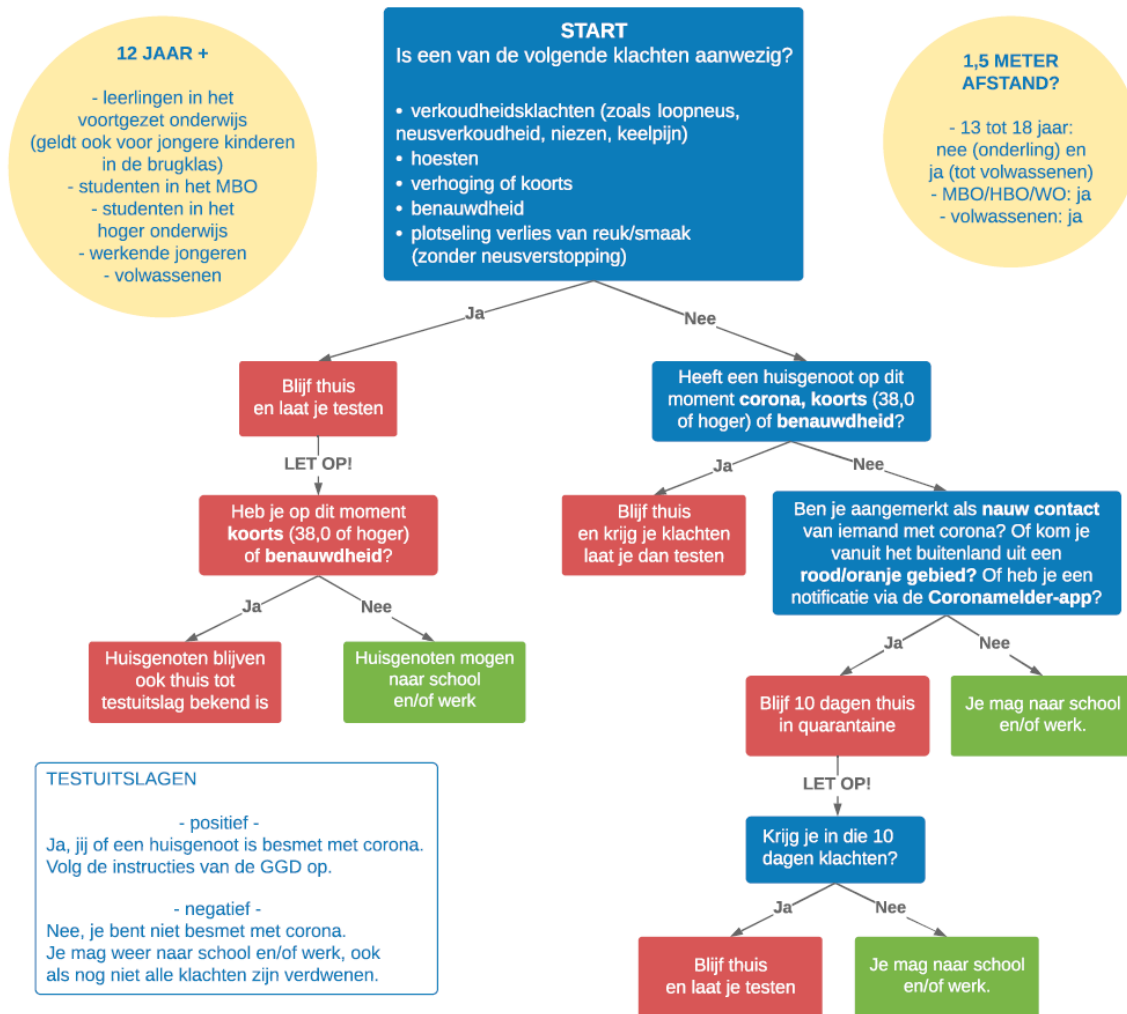 12 JAAR +
- leerlingen in het
voortgezet onderwijs
(geldt ook voor jongere kinderen
in de brugklas)
- studenten in het MBO
- studenten in het
hoger onderwijs
- werkende jongeren
- volwassenen
START
Is een van de volgende klachten aanwezig?
• verkoudheidsklachten (zoals loopneus,
neusverkoudheid, niezen, keelpijn)
• hoesten
• verhoging of koorts
• benauwdheid
• plotseling verlies van reuk/smaak
(zonder neusverstopping)
1,5 METER
AFSTAND?
- 13 tot 18 jaar:
nee (onderling) en
ja (tot volwassenen)
- MBO/HBO/WO: ja
- volwassenen: ja
Ja
Nee
Blijf thuis
en laat je testen
LET OP!
Heb je op dit moment
koorts (38,0 of hoger)
of benauwdheid?
Ja
Nee
Huisgenoten blijven
ook thuis tot
testuitslag bekend is
Huisgenoten mogen
naar school
en/of werk
Heeft een huisgenoot op dit
moment corona, koorts (38,0
of hoger) of benauwdheid?
Ja
Nee
Blijf thuis
en krijg je klachten
laat je dan testen
Ben je aangemerkt als nauw contact
van iemand met corona? Of kom je
vanuit het buitenland uit een
rood/oranje gebied? Of heb je een
notificatie via de Coronamelder-app?
Ja
Nee
Blijf 10 dagen thuis
in quarantaine
Je mag naar school
en/of werk.
LET OP!
Krijg je in die 10
dagen klachten?
Ja
Nee
Blijf thuis
en laat je testen
Je mag naar school
en/of werk.
TESTUITSLAGEN
- positief -
Ja, jij of een huisgenoot is besmet met corona.
Volg de instructies van de GGD op.
- negatief -
Nee, je bent niet besmet met corona.
Je mag weer naar school en/of werk, ook
als nog niet alle klachten zijn verdwenen.